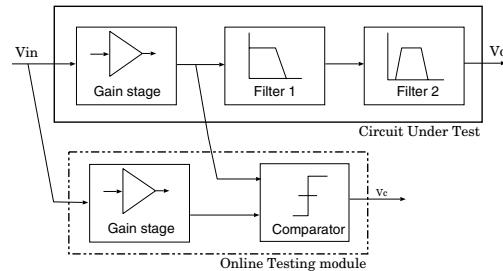 Vin
Gain stage
Filter 1
Filter 2
Circuit Under Test
Gain stage
Comparator
Vc
Online Testing module